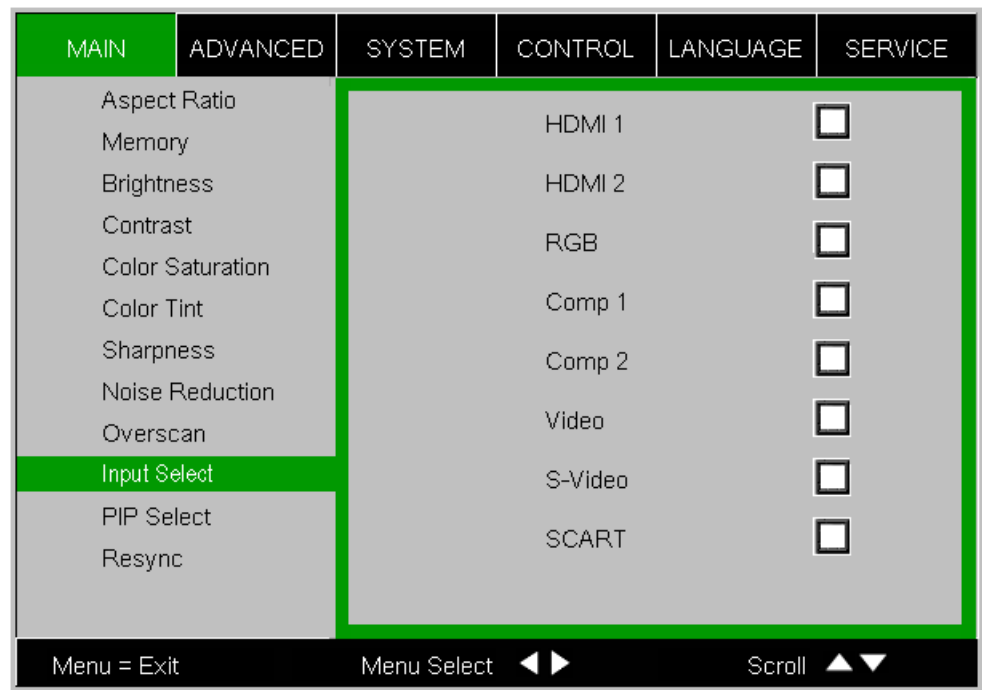 MAIN ADVANCED SYSTEM CONTROL LANGUAGE SERVICE
Aspect Ratio
Memory
Brightness
Contrast
Color Saturation
Color Tint
Sharpness
Noise Reduction
Overscan
Input Select
PIP Select
Resync
HDMI 1
HDMI 2
RGB
Comp 1
Comp 2
Video
S-Video
SCART
Menu = Exit Menu Select Scroll